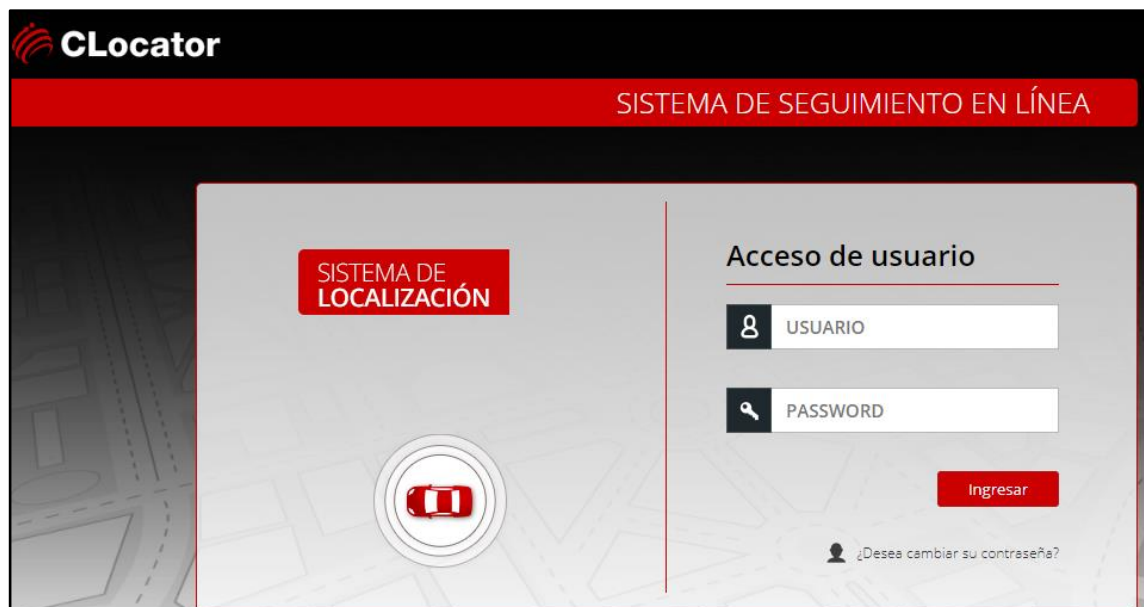 CLocator
SISTEMA DE SEGUIMIENTO EN LÍNEA
SISTEMA DE
LOCALIZACIÓN
Acceso de usuario
USUARIO
PASSWORD
Ingresar
¿Desea cambiar su contraseña?